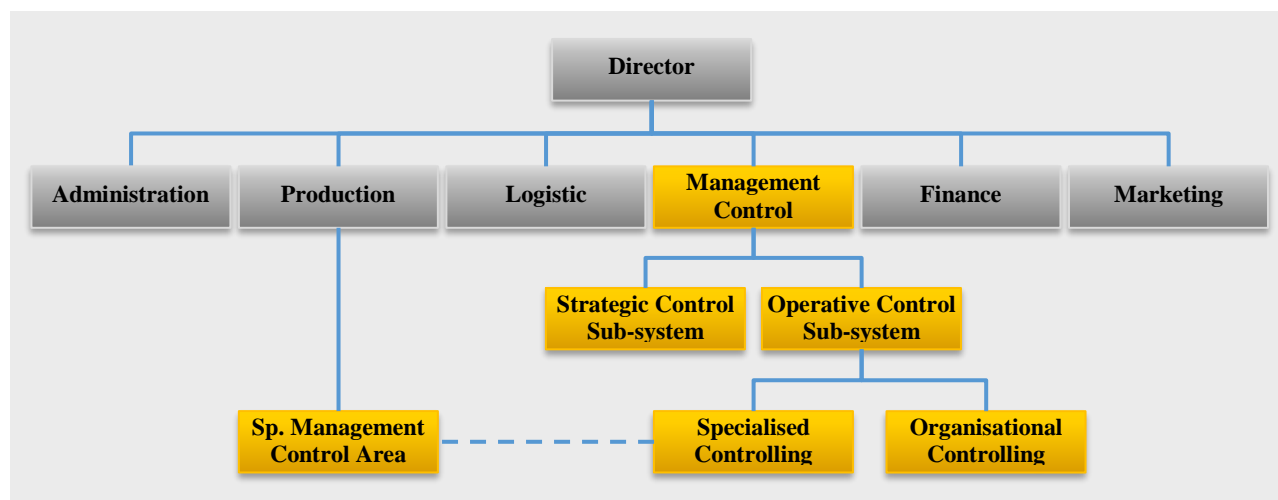 Director
Administration
Production
Logistic
Management
Control
Finance
Marketing
Strategic Control
Sub-system
Operative Control
Sub-system
Sp. Management
Control Area
Specialised
Controlling
Organisational
Controlling